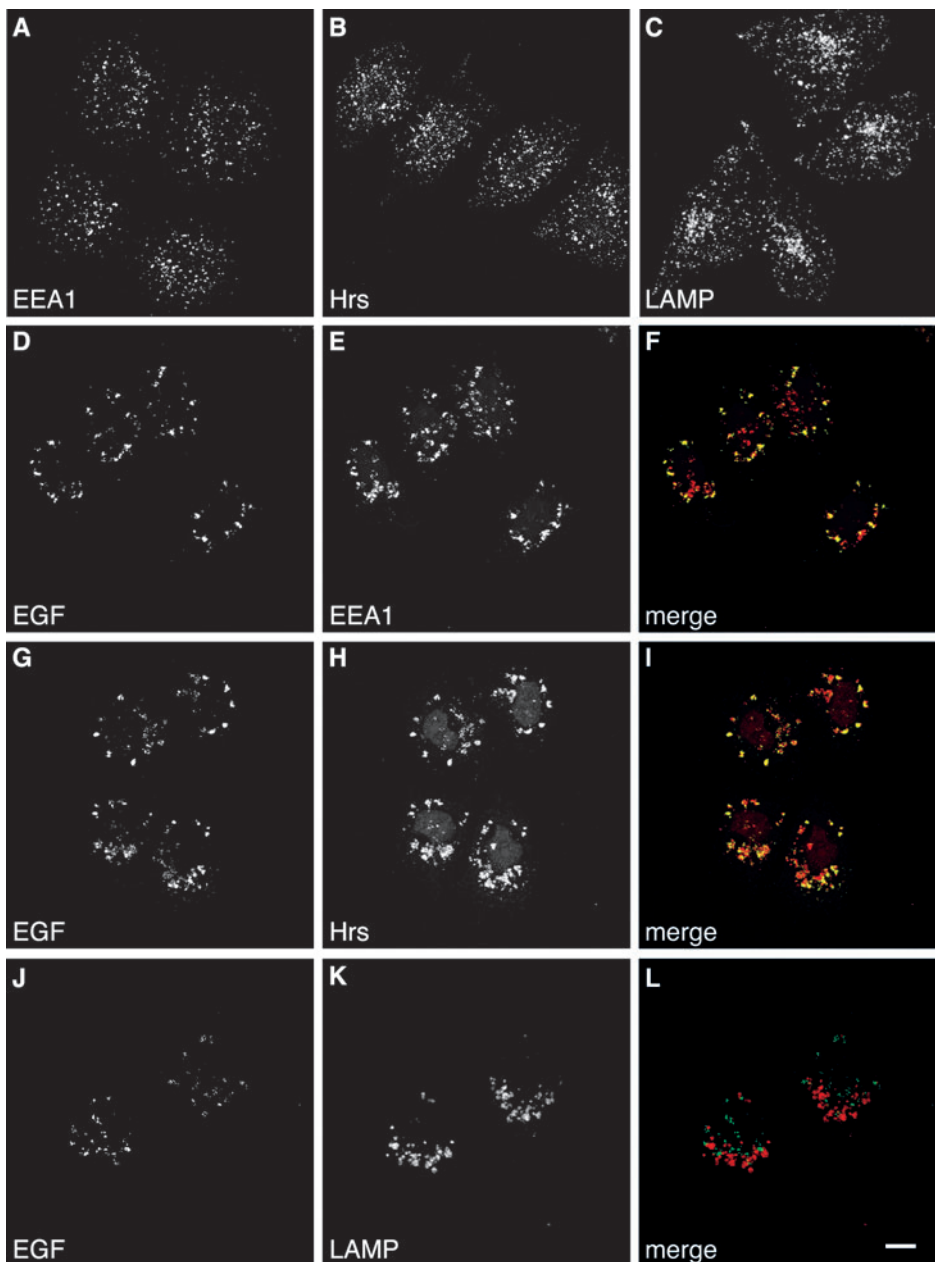 A B C
EEA1 Hrs LAMP
D E F
EGF EEA1 merge
G H I
EGF Hrs merge
J K L
EGF LAMP merge